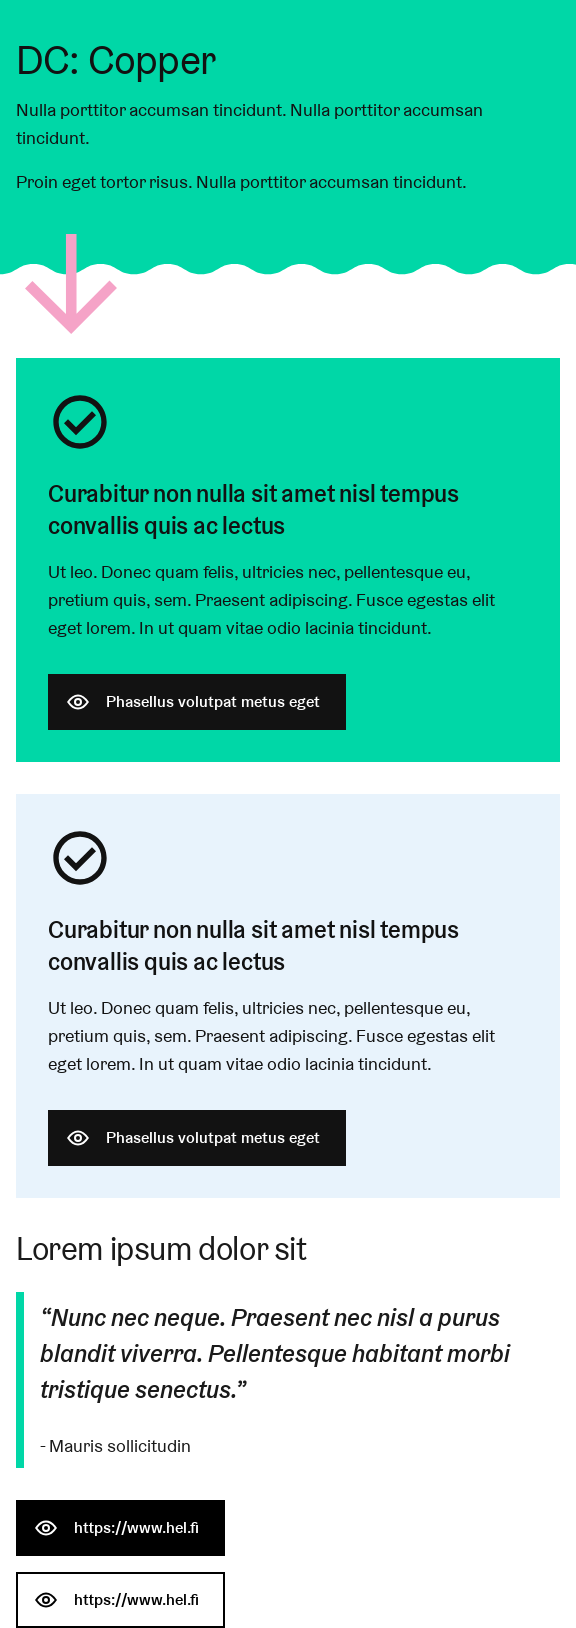 DC: Copper
Nulla porttitor accumsan tincidunt. Nulla porttitor accumsan
tincidunt.
Proin eget tortor risus. Nulla porttitor accumsan tincidunt.
Curabitur non nulla sit amet nisl tempus
convallis quis ac lectus
Ut leo. Donec quam felis, ultricies nec, pellentesque eu,
pretium quis, sem. Praesent adipiscing. Fusce egestas elit
eget lorem. In ut quam vitae odio lacinia tincidunt.
Phasellus volutpat metus eget
Curabitur non nulla sit amet nisl tempus
convallis quis ac lectus
Ut leo. Donec quam felis, ultricies nec, pellentesque eu,
pretium quis, sem. Praesent adipiscing. Fusce egestas elit
eget lorem. In ut quam vitae odio lacinia tincidunt.
Phasellus volutpat metus eget
Lorem ipsum dolor sit
“Nunc nec neque. Praesent nec nisl a purus
blandit viverra. Pellentesque habitant morbi
tristique senectus.”
- Mauris sollicitudin
https://www.hel.fi
https://www.hel.fi